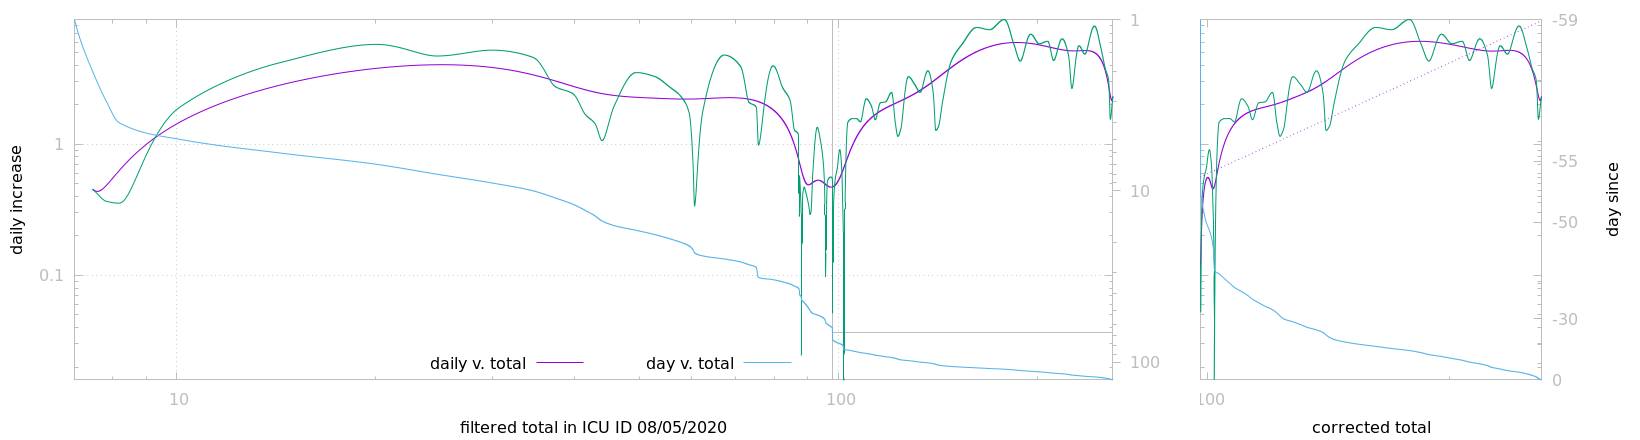 1
-59
daily increase
1
-55
day since
10
-50
0.1
-30
daily v. total
day v. total
100
0
10
100
100
filtered total in ICU ID 08/05/2020
corrected total